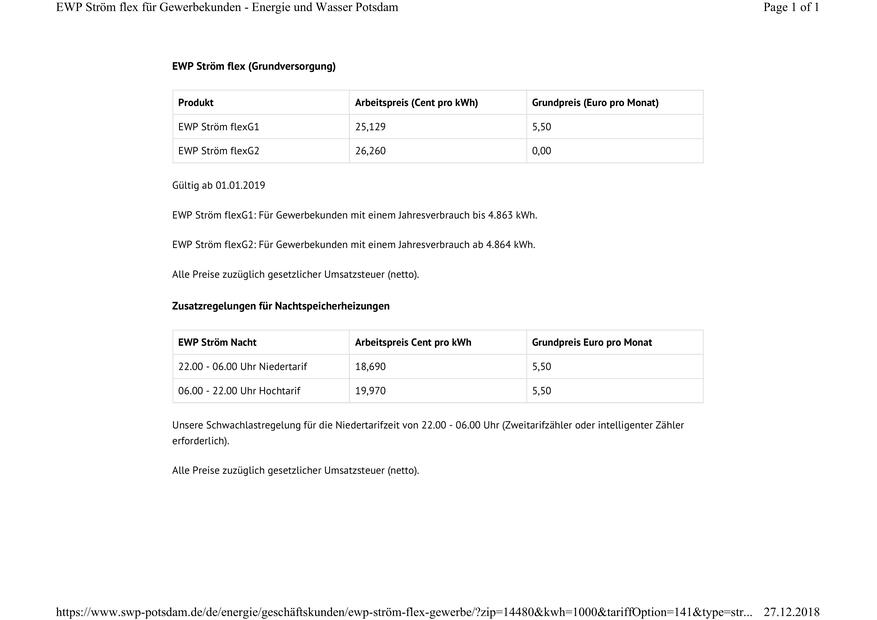 EWP Ström flex für Gewerbekunden - Energie und Wasser Potsdam Page 1 of 1
EWP Ström flex (Grundversorgung)
Produkt Arbeitspreis (Cent pro kWh) Grundpreis (Euro pro Monat)
EWP Ström flexG1 25,129 5,50
EWP Ström flexG2 26,260 0,00
Gültig ab 01.01.2019
EWP Ström flexG1: Für Gewerbekunden mit einem Jahresverbrauch bis 4.863 kWh.
EWP Ström flexG2: Für Gewerbekunden mit einem Jahresverbrauch ab 4.864 kWh.
Alle Preise zuzüglich gesetzlicher Umsatzsteuer (netto).
Zusatzregelungen für Nachtspeicherheizungen
EWP Ström Nacht Arbeitspreis Cent pro kWh Grundpreis Euro pro Monat
22.00 - 06.00 Uhr Niedertarif 18,690 5,50
06.00 - 22.00 Uhr Hochtarif 19,970 5,50
Unsere Schwachlastregelung für die Niedertarifzeit von 22.00 - 06.00 Uhr (Zweitarifzähler oder intelligenter Zähler
erforderlich).
Alle Preise zuzüglich gesetzlicher Umsatzsteuer (netto).
https://www.swp-potsdam.de/de/energie/geschäftskunden/ewp-ström-flex-gewerbe/?zip=14480&kwh=1000&tariffOption=141&type=str... 27.12.2018